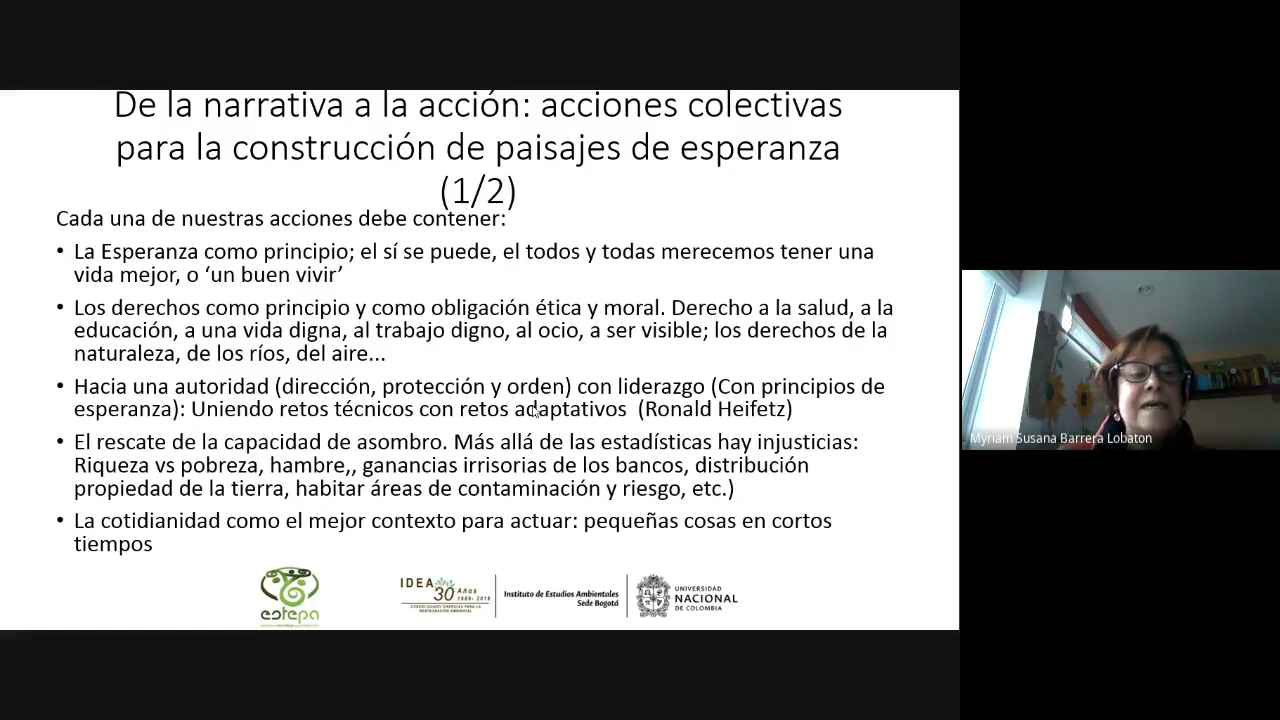 De la narrativa a la acción: acciones colectivas
para la construcción de paisajes de esperanza
(1/2)
Cada una de nuestras acciones debe contener:
• La Esperanza como principio; el sí se puede, el todos y todas merecemos tener una
vida mejor, o ‘un buen vivir’
• Los derechos como principio y como obligación ética y moral. Derecho a la salud, a la
educación, a una vida digna, al trabajo digno, al ocio, a ser visible; los derechos de la
naturaleza, de los ríos, del aire...
• Hacia una autoridad (dirección, protección y orden) con liderazgo (Con principios de
esperanza): Uniendo retos técnicos con retos adaptativos (Ronald Heifetz)
• El rescate de la capacidad de asombro. Más allá de las estadísticas hay injusticias:
Riqueza vs pobreza, hambre,, ganancias irrisorias de los bancos, distribución
propiedad de la tierra, habitar áreas de contaminación y riesgo, etc.)
• La cotidianidad como el mejor contexto para actuar: pequeñas cosas en cortos
tiempos
estepa
IDEA
30 Años
1989-2019
Instituto de Estudios Ambientales
Sede Bogotá
UNIVERSIDAD
NACIONAL
DE COLOMBIA
Myriam Susana Barrera Lobaton